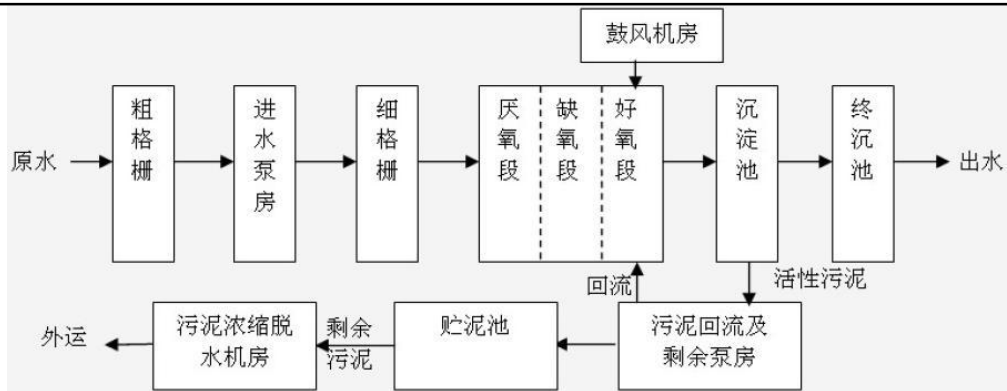 鼓风机房
原水
粗格栅
进水泵房
细格栅
厌氧段
缺氧段
好氧段
沉淀池
终沉池
出水
回流
活性污泥
外运
污泥浓缩脱
水机房
剩余
污泥
贮泥池
污泥回流及
剩余泵房